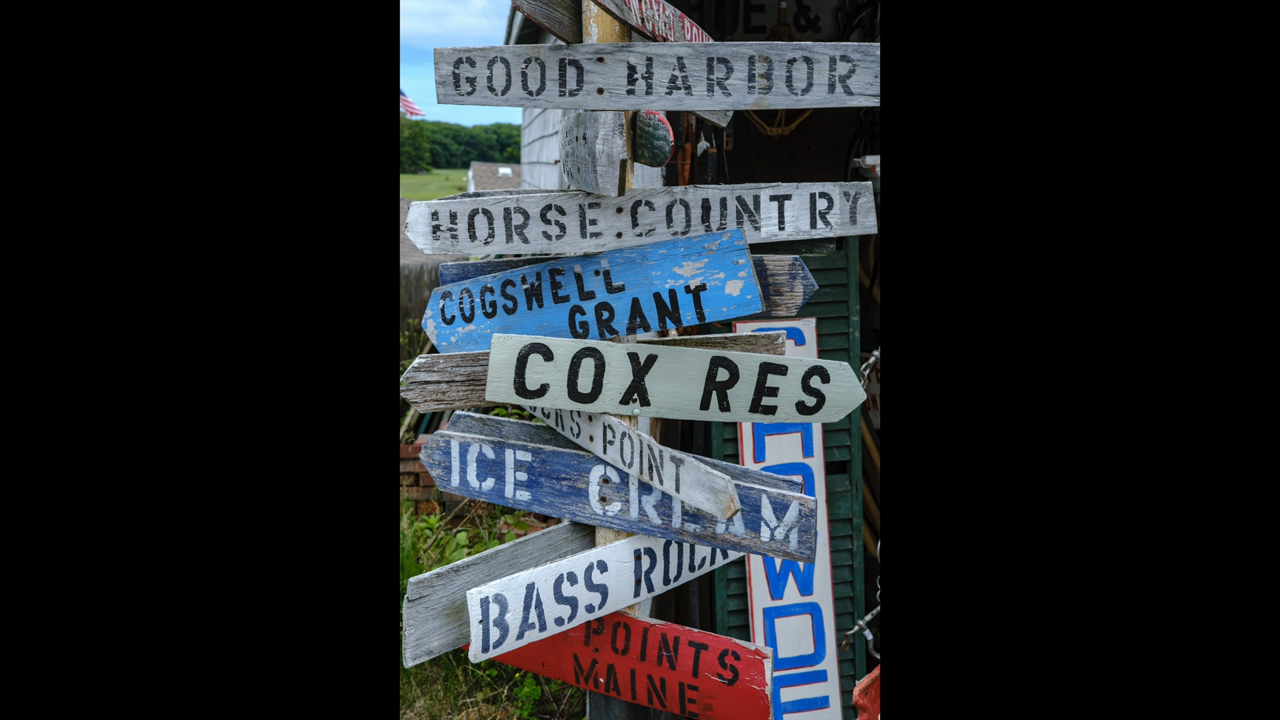 GOOD HARBOR
HORSE COUNTRY
COGSWELL
GRANT
COX RES
POINT
ICE CREAM
BASS ROCK
POINTS
MAINE